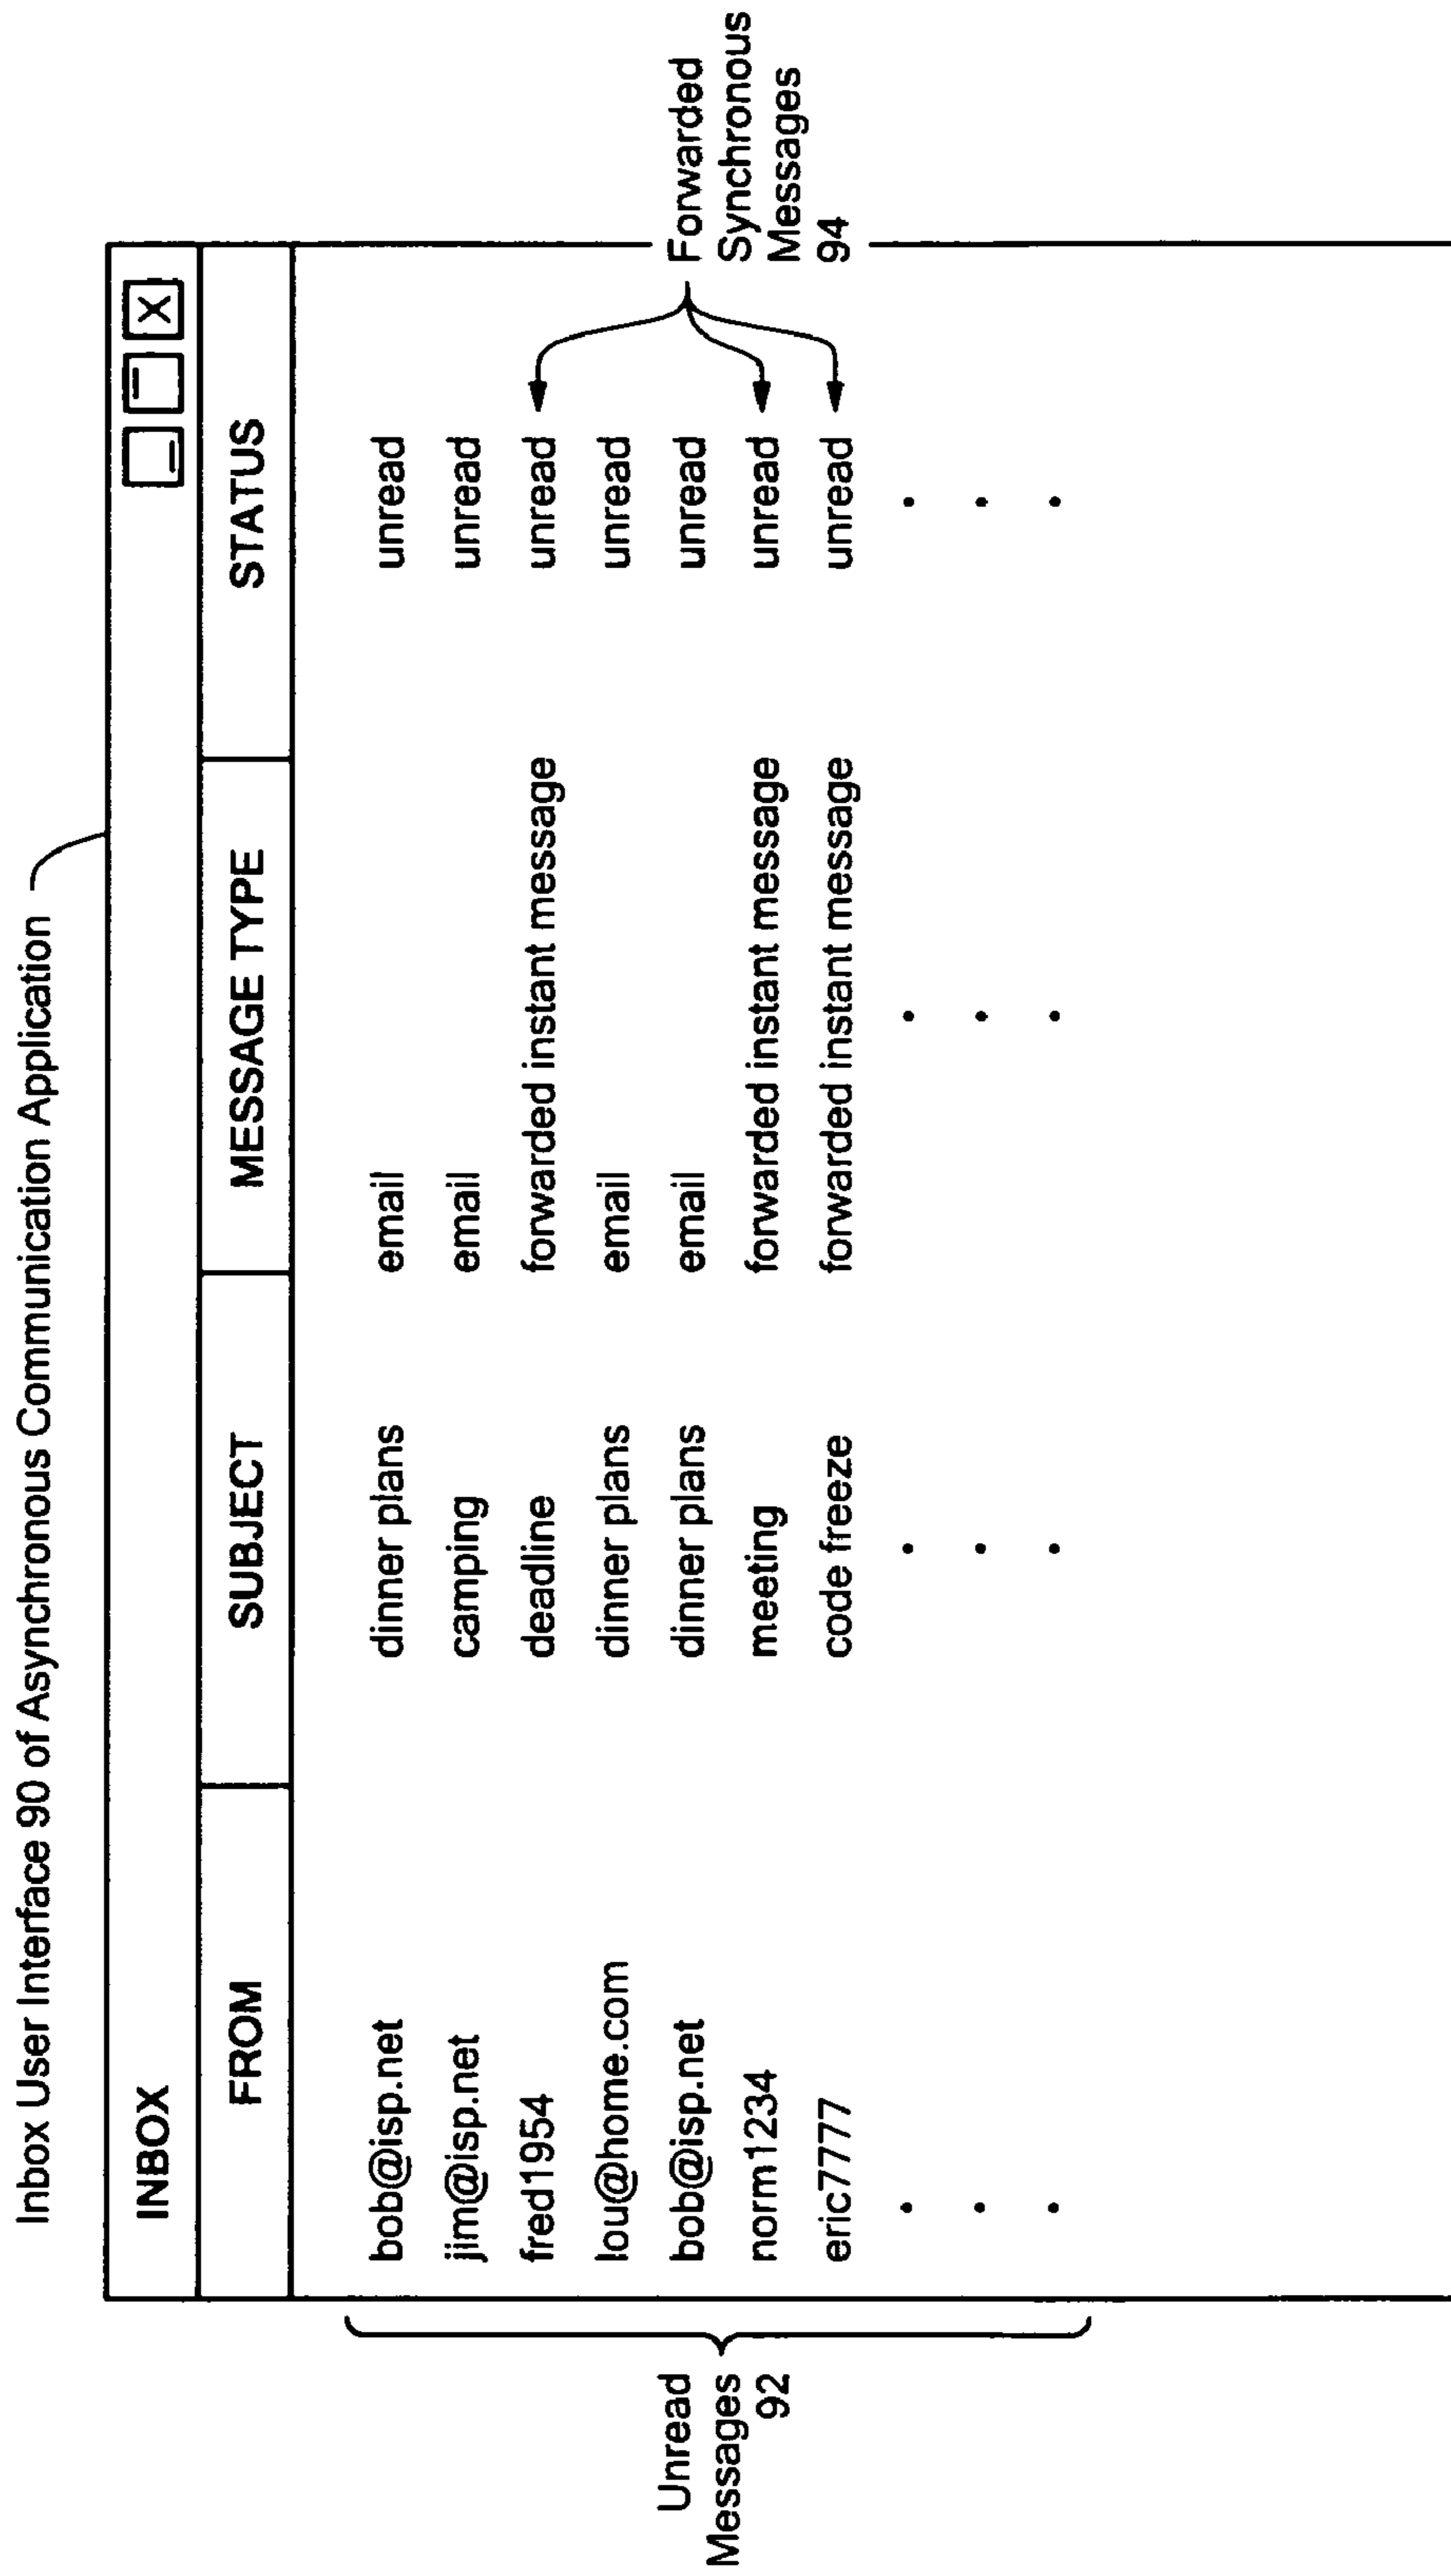 Inbox User Interface 90 of Asynchronous Communication Application
INBOX X
FROM SUBJECT MESSAGE TYPE STATUS
bob@isp.net dinner plans email unread
jim@isp.net camping email unread
fred1954 deadline forwarded instant message unread
lou@home.com dinner plans email unread
bob@isp.net dinner plans email unread
norm1234 meeting forwarded instant message unread
eric7777 code freeze forwarded instant message unread
Unread
Messages
92
Forwarded
Synchronous
Messages
94